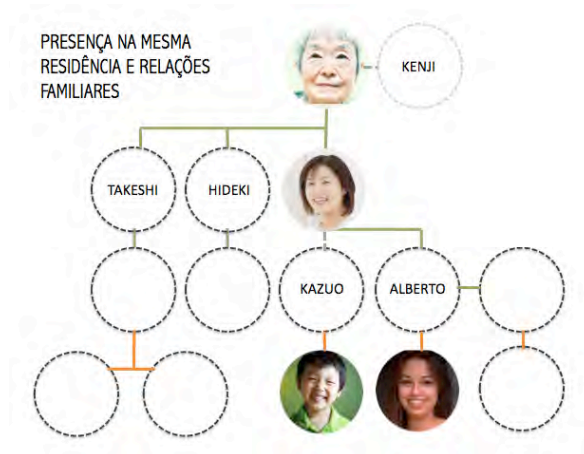 PRESENÇA NA MESMA
RESIDÊNCIA E RELAÇÕES
FAMILIARES
KENJI
TAKESHI
HIDEKI
KAZUO
ALBERTO